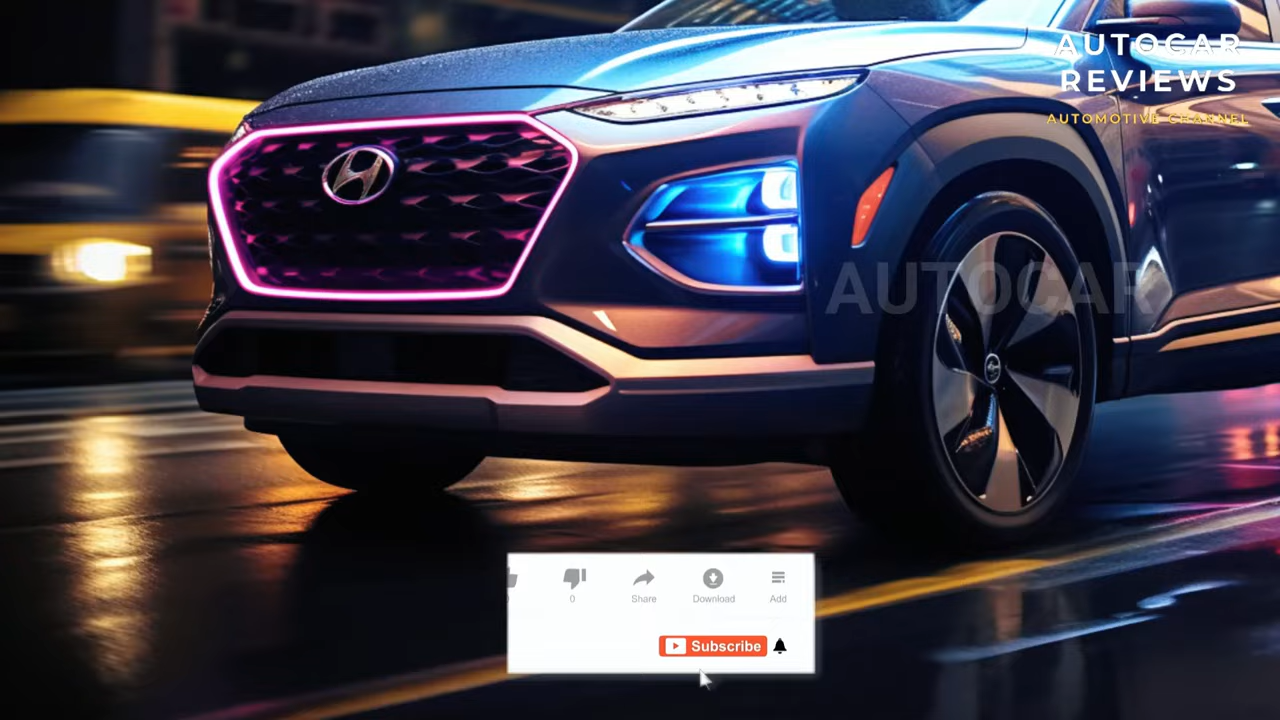 AUTOCAR
REVIEWS
AUTOMOTIVE CHANNEL
AUTOCAR
0
Share
Download
Add
Subscribe